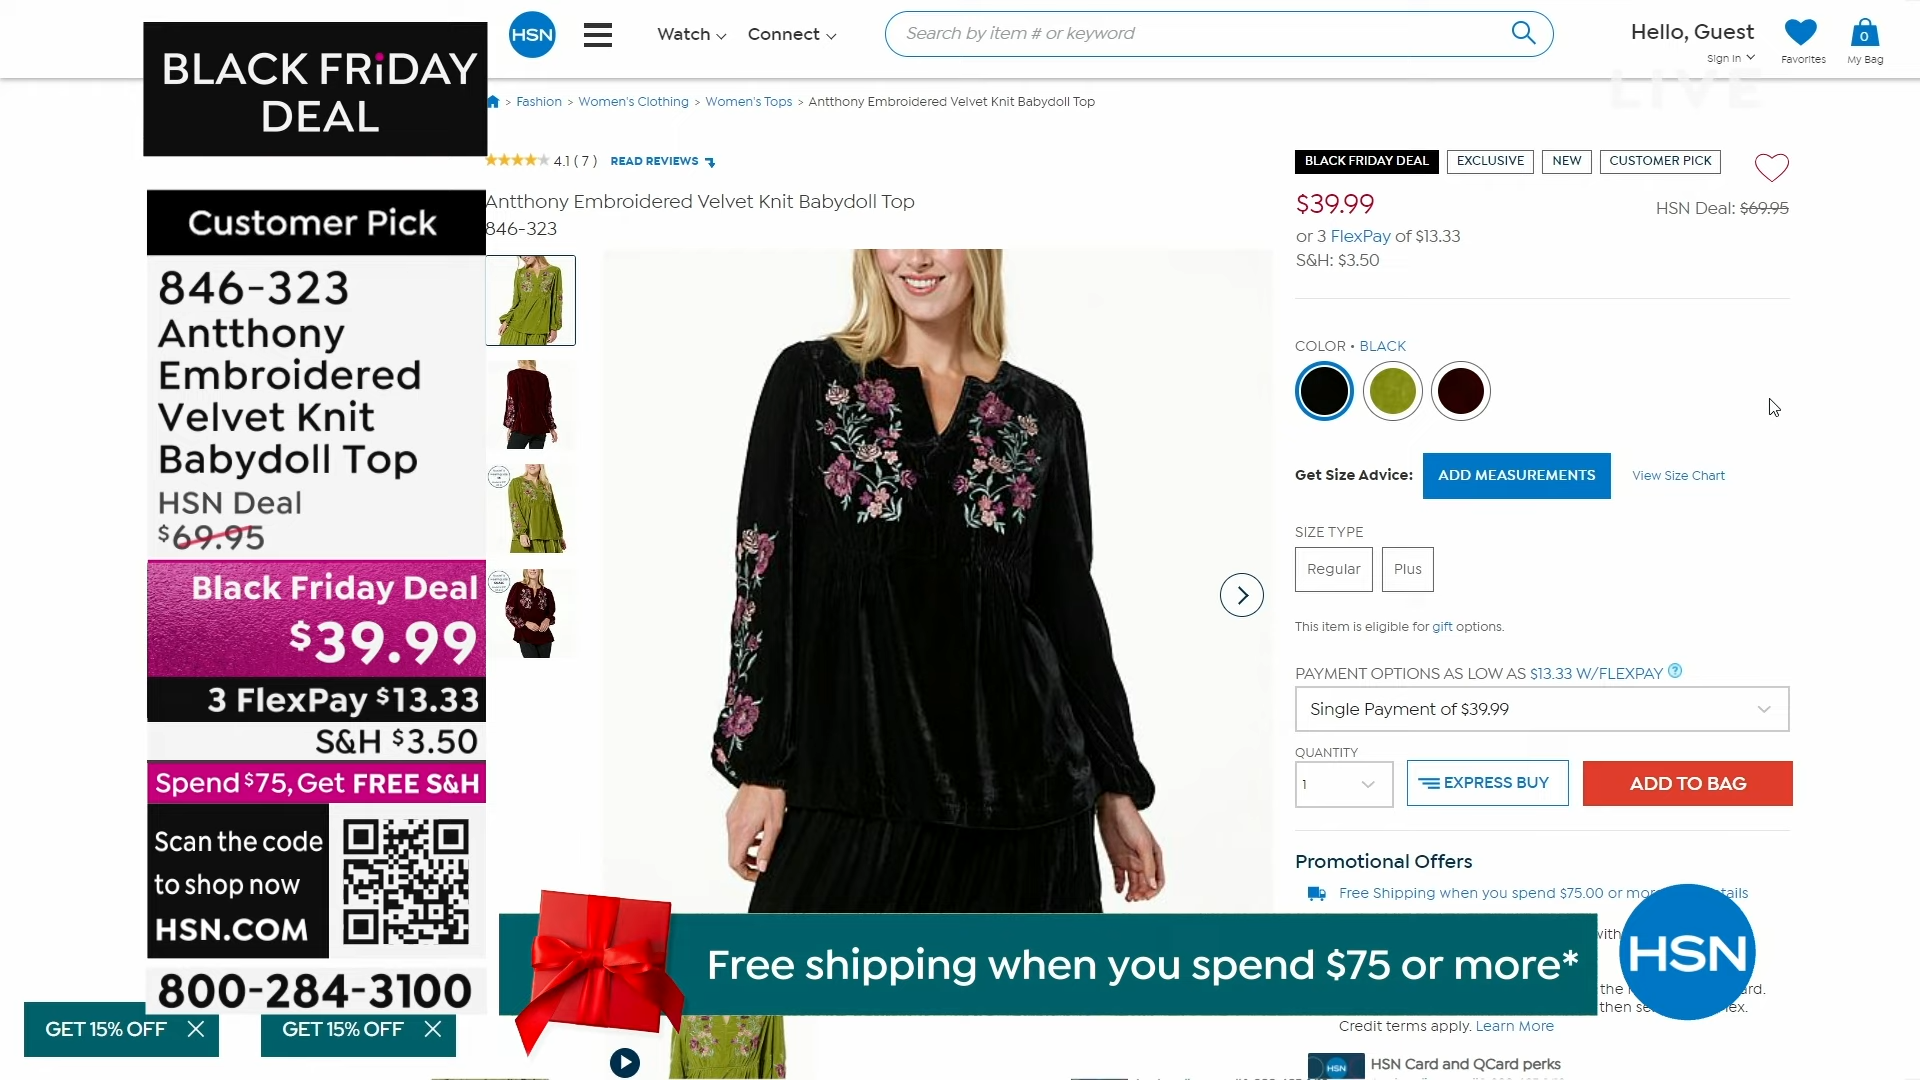 BLACK FRiDAY
DEAL
HSN
Watch
Connect
Search by item # or keyword
Hello, Guest
Sign In
Favorites
0
My Bag
LIVE
> Fashion > Women's Clothing > Women's Tops > Antthony Embroidered Velvet Knit Babydoll Top
4.1 ( 7 ) READ REVIEWS
Antthony Embroidered Velvet Knit Babydoll Top
846-323
Customer Pick
846-323
Antthony
Embroidered
Velvet Knit
Babydoll Top
HSN Deal
$69.95
Black Friday Deal
$39.99
3 FlexPay $13.33
S&H $3.50
Spend $75, Get FREE S&H
Scan the code
to shop now
HSN.COM
800-284-3100
GET 15% OFF
GET 15% OFF
BLACK FRIDAY DEAL EXCLUSIVE NEW CUSTOMER PICK
$39.99
HSN Deal: $69.95
or 3 FlexPay of $13.33
S&H: $3.50
COLOR • BLACK
Get Size Advice: ADD MEASUREMENTS View Size Chart
SIZE TYPE
Regular Plus
This item is eligible for gift options.
PAYMENT OPTIONS AS LOW AS $13.33 W/FLEXPAY ?
Single Payment of $39.99
QUANTITY
1
EXPRESS BUY
ADD TO BAG
Promotional Offers
Free Shipping when you spend $75.00 or
Free shipping when you spend $75 or more*
HSN
the
then
Credit terms apply. Learn More
HSN
HSN Card and QCard perks